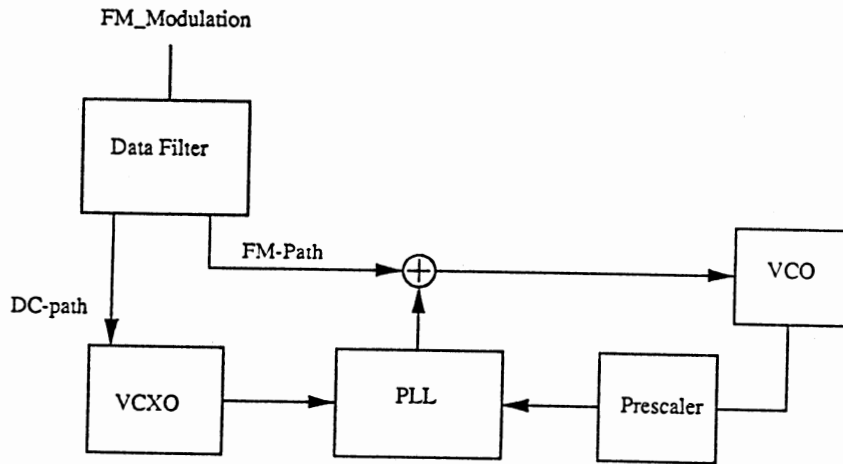 FM_Modulation
Data Filter
FM-Path
VCO
DC-path
VCXO
PLL
Prescaler